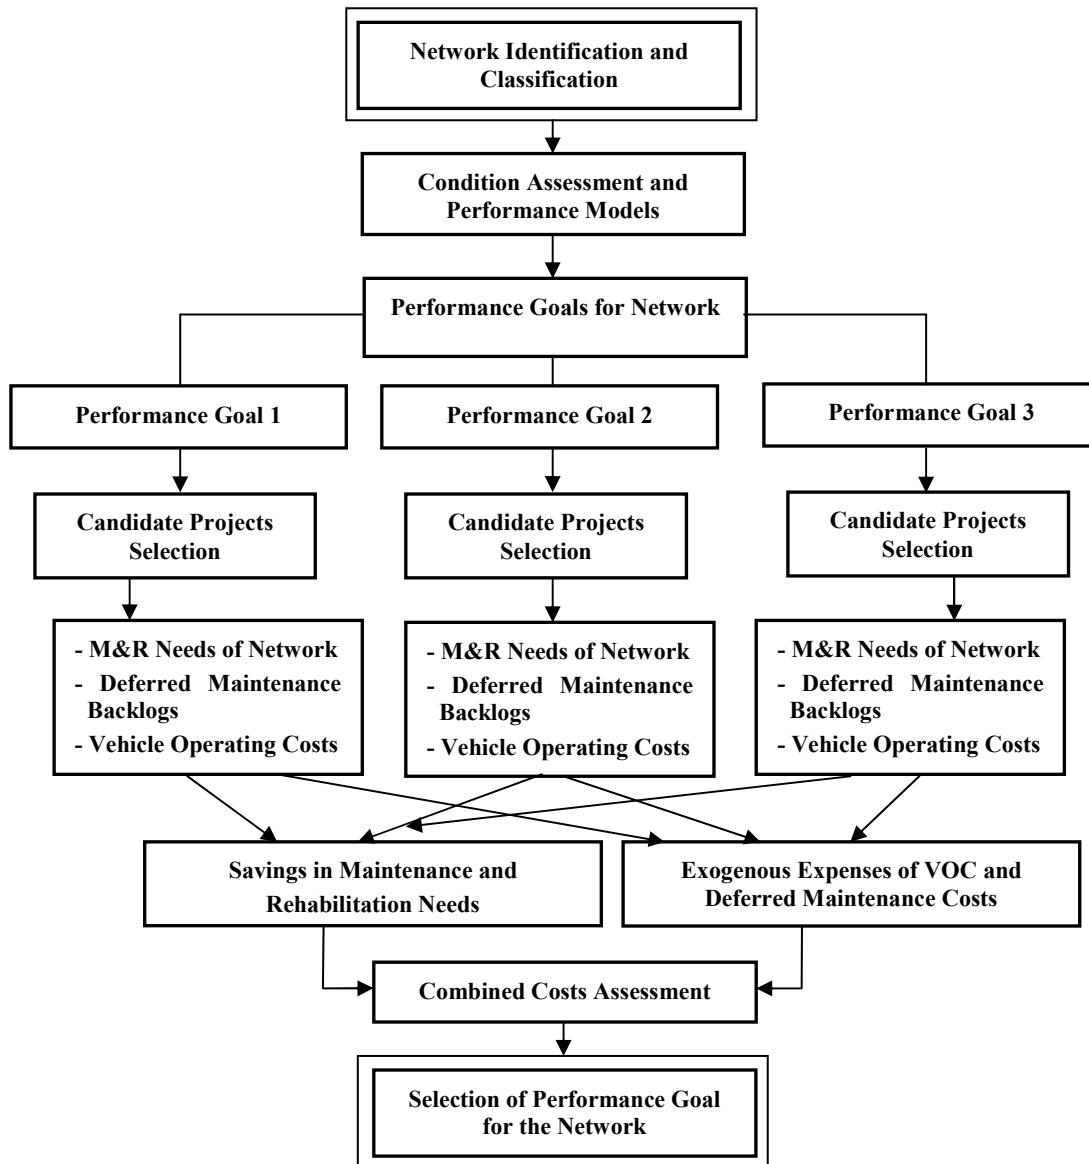 Network Identification and
Classification
Condition Assessment and
Performance Models
Performance Goals for Network
Performance Goal 1
Performance Goal 2
Performance Goal 3
Candidate Projects
Selection
Candidate Projects
Selection
Candidate Projects
Selection
- M&R Needs of Network
- Deferred Maintenance
Backlogs
- Vehicle Operating Costs
- M&R Needs of Network
- Deferred Maintenance
Backlogs
- Vehicle Operating Costs
- M&R Needs of Network
- Deferred Maintenance
Backlogs
- Vehicle Operating Costs
Savings in Maintenance and
Rehabilitation Needs
Exogenous Expenses of VOC and
Deferred Maintenance Costs
Combined Costs Assessment
Selection of Performance Goal
for the Network